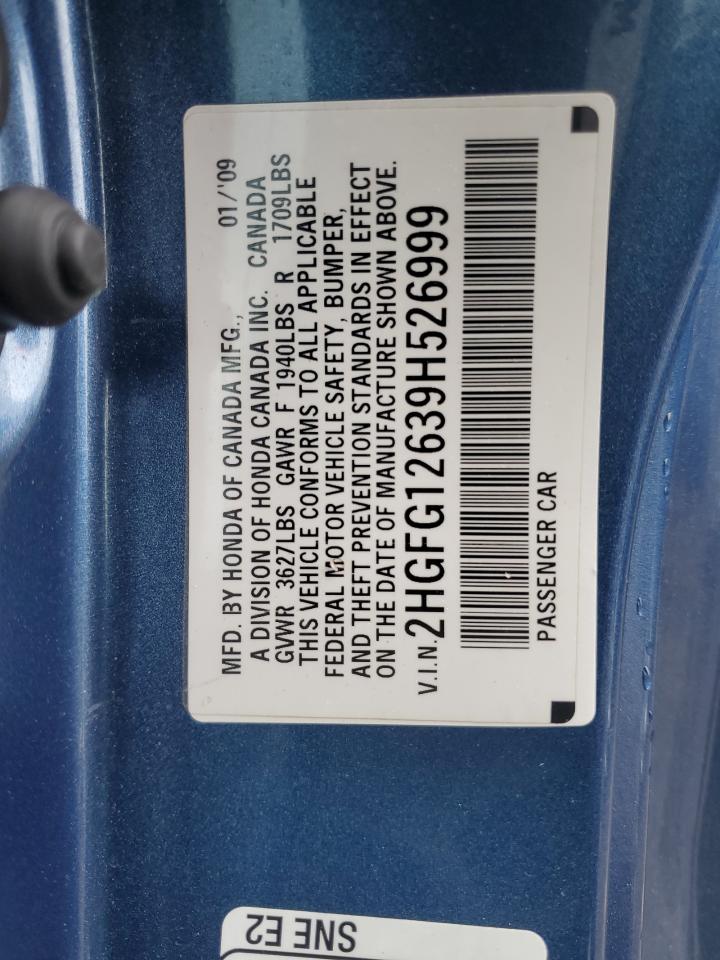 MFD. BY HONDA OF CANADA MFG., 01/'09
A DIVISION OF HONDA CANADA INC. CANADA
GVWR 3627LBS GAWR F 1940LBS R 1709LBS
THIS VEHICLE CONFORMS TO ALL APPLICABLE
FEDERAL MOTOR VEHICLE SAFETY, BUMPER,
AND THEFT PREVENTION STANDARDS IN EFFECT
ON THE DATE OF MANUFACTURE SHOWN ABOVE.
V.I.N. 2HGFG12639H526999
PASSENGER CAR
SNE E2